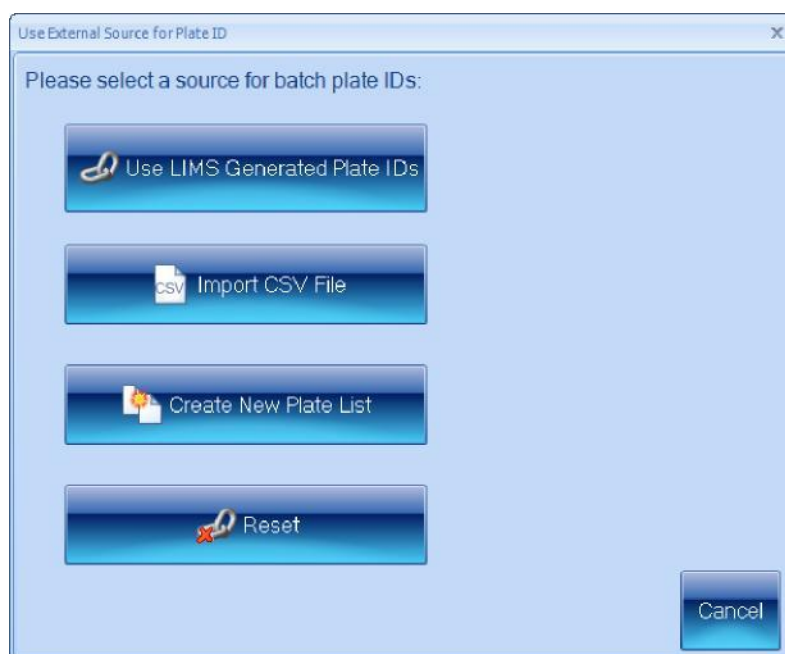 Use External Source for Plate ID
Please select a source for batch plate IDs:
Use LIMS Generated Plate IDs
CSV Import CSV File
Create New Plate List
Reset
Cancel